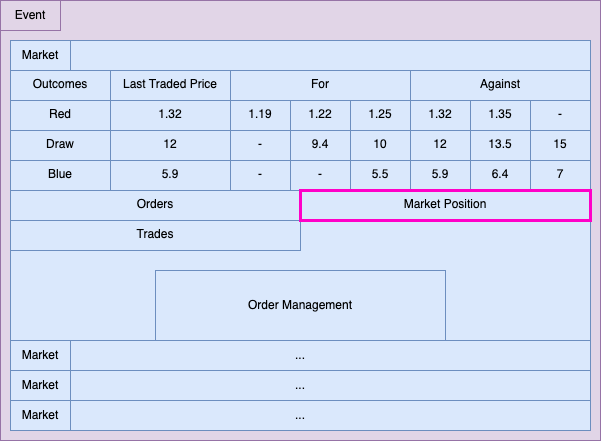 Event
Market
Outcomes Last Traded Price For Against
Red 1.32 1.19 1.22 1.25 1.32 1.35 -
Draw 12 - 9.4 10 12 13.5 15
Blue 5.9 - - 5.5 5.9 6.4 7
Orders Market Position
Trades
Order Management
Market ...
Market ...
Market ...